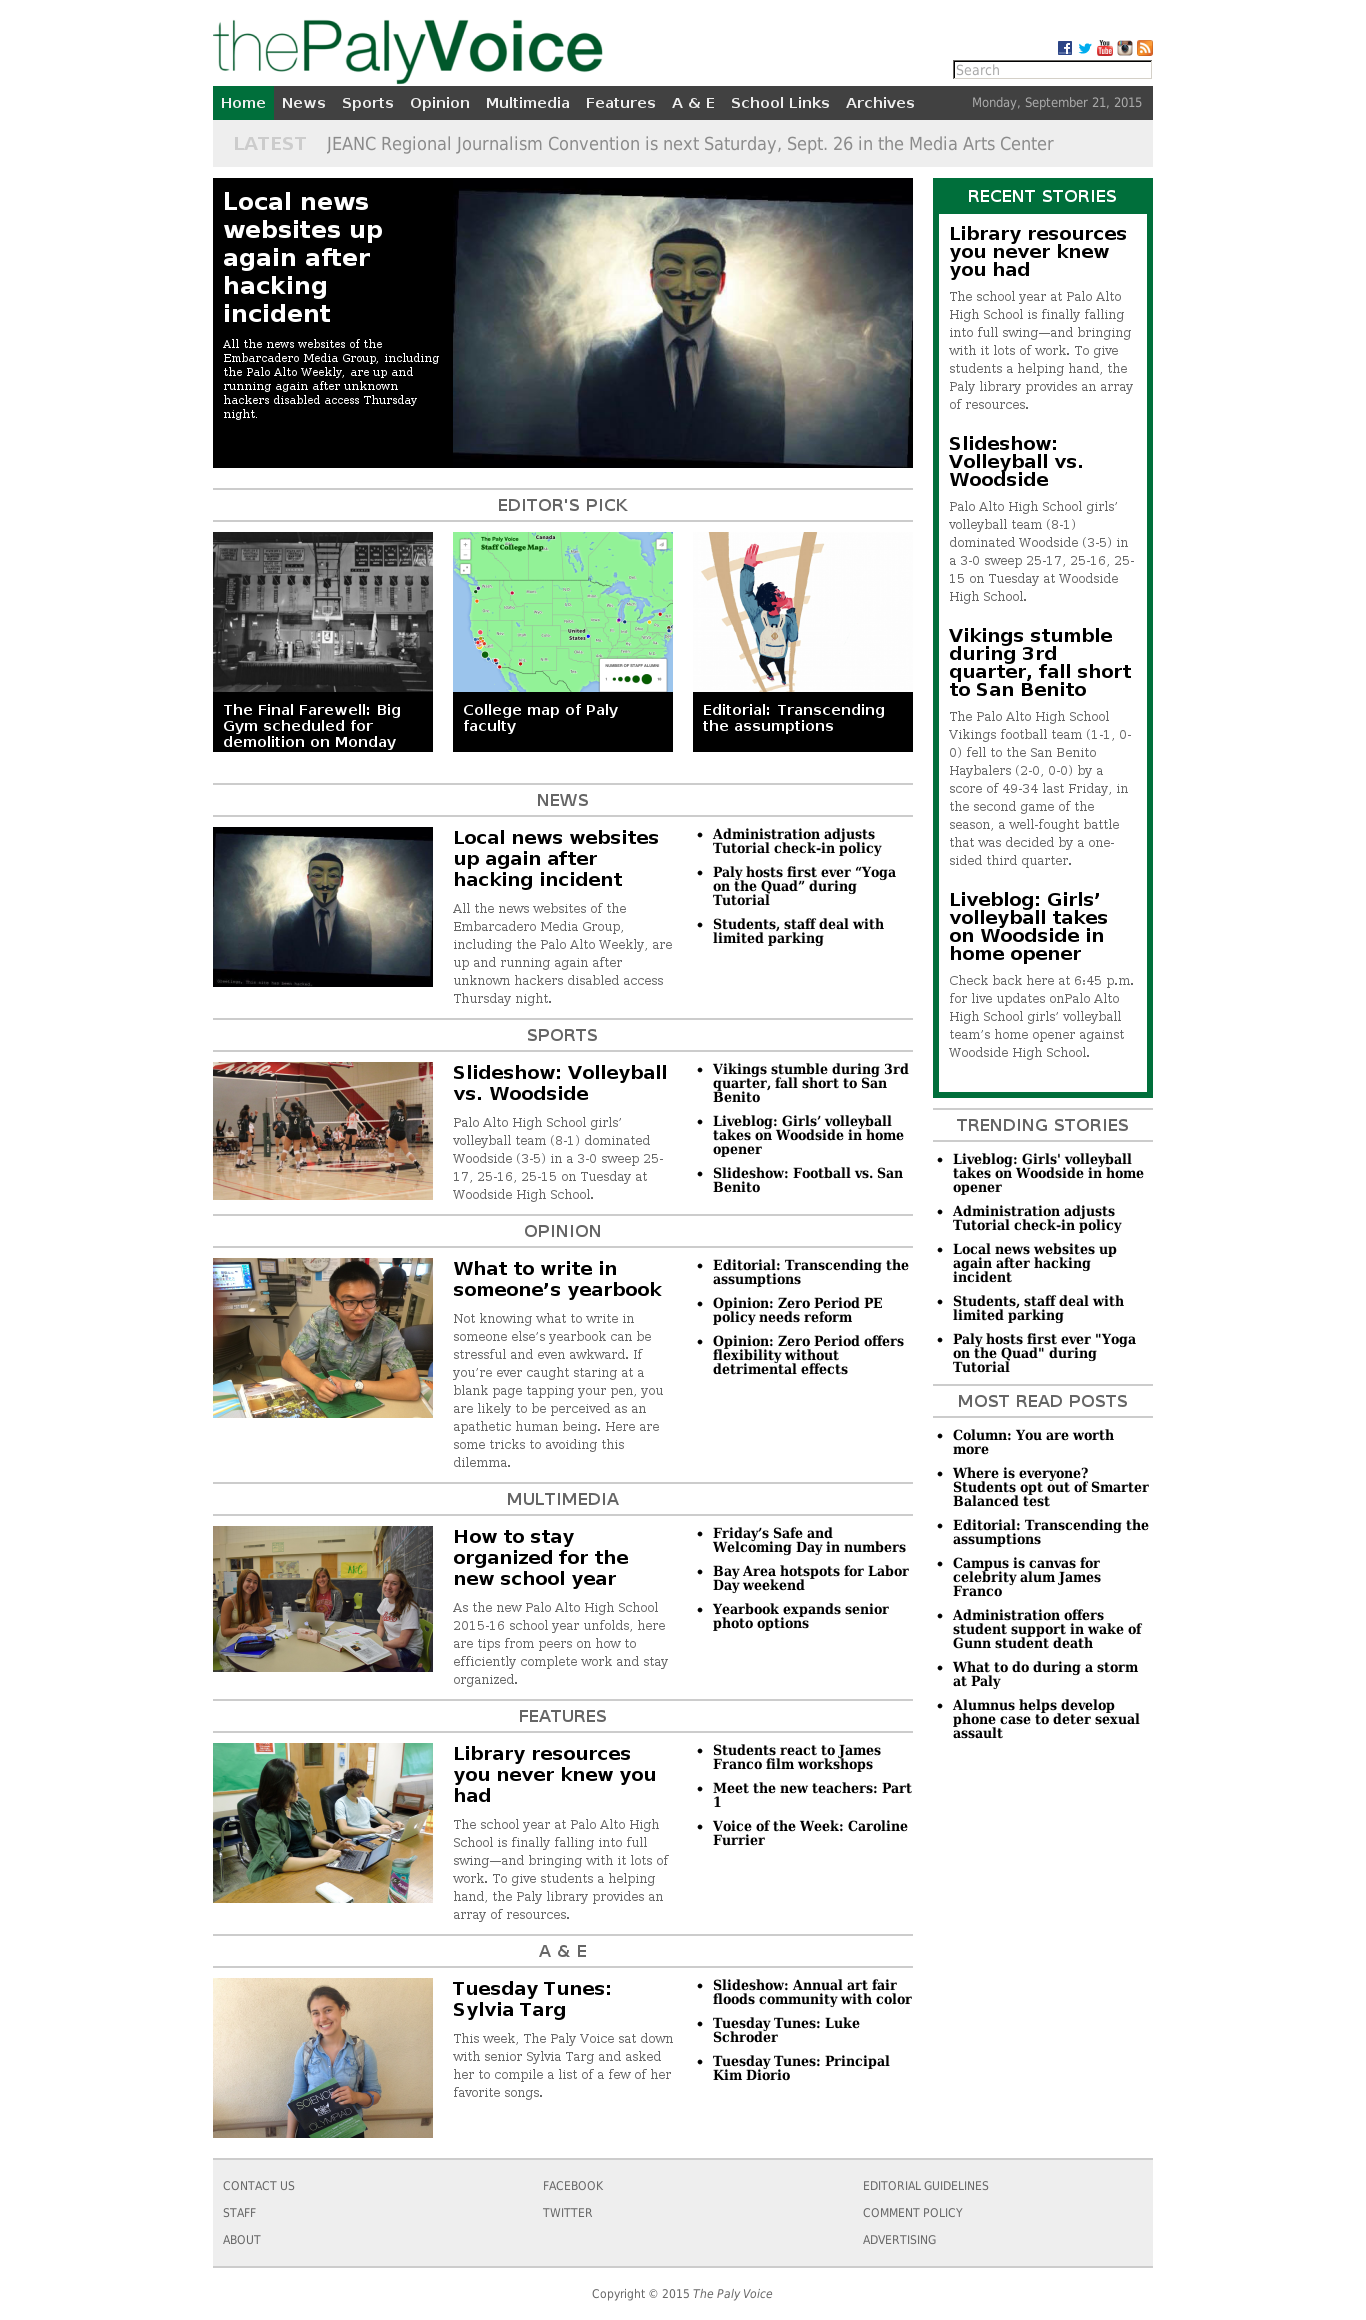 thePalyVoice
Search
Home News Sports Opinion Multimedia Features A & E School Links Archives Monday, September 21, 2015
LATEST JEANC Regional Journalism Convention is next Saturday, Sept. 26 in the Media Arts Center
Local news
websites up
again after
hacking
incident
All the news websites of the
Embarcadero Media Group, including
the Palo Alto Weekly, are up and
running again after unknown
hackers disabled access Thursday
night.
EDITOR'S PICK
The Paly Voice
Staff College Map
Canada
United
States
NUMBER OF STAFF ALUMNI
The Final Farewell: Big
Gym scheduled for
demolition on Monday
College map of Paly
faculty
Editorial: Transcending
the assumptions
NEWS
Local news websites
up again after
hacking incident
All the news websites of the
Embarcadero Media Group,
including the Palo Alto Weekly, are
up and running again after
unknown hackers disabled access
Thursday night.
Administration adjusts
Tutorial check-in policy
Paly hosts first ever “Yoga
on the Quad” during
Tutorial
Students, staff deal with
limited parking
SPORTS
Slideshow: Volleyball
vs. Woodside
Palo Alto High School girls’
volleyball team (8-1) dominated
Woodside (3-5) in a 3-0 sweep 25-
17, 25-16, 25-15 on Tuesday at
Woodside High School.
Vikings stumble during 3rd
quarter, fall short to San
Benito
Liveblog: Girls’ volleyball
takes on Woodside in home
opener
Slideshow: Football vs. San
Benito
OPINION
What to write in
someone’s yearbook
Not knowing what to write in
someone else’s yearbook can be
stressful and even awkward. If
you’re ever caught staring at a
blank page tapping your pen, you
are likely to be perceived as an
apathetic human being. Here are
some tricks to avoiding this
dilemma.
Editorial: Transcending the
assumptions
Opinion: Zero Period PE
policy needs reform
Opinion: Zero Period offers
flexibility without
detrimental effects
MULTIMEDIA
How to stay
organized for the
new school year
As the new Palo Alto High School
2015-16 school year unfolds, here
are tips from peers on how to
efficiently complete work and stay
organized.
Friday’s Safe and
Welcoming Day in numbers
Bay Area hotspots for Labor
Day weekend
Yearbook expands senior
photo options
FEATURES
Library resources
you never knew you
had
The school year at Palo Alto High
School is finally falling into full
swing—and bringing with it lots of
work. To give students a helping
hand, the Paly library provides an
array of resources.
Students react to James
Franco film workshops
Meet the new teachers: Part
1
Voice of the Week: Caroline
Furrier
A & E
SCIENCE
OLYMPIAD
Tuesday Tunes:
Sylvia Targ
This week, The Paly Voice sat down
with senior Sylvia Targ and asked
her to compile a list of a few of her
favorite songs.
Slideshow: Annual art fair
floods community with color
Tuesday Tunes: Luke
Schroder
Tuesday Tunes: Principal
Kim Diorio
RECENT STORIES
Library resources
you never knew
you had
The school year at Palo Alto
High School is finally falling
into full swing—and bringing
with it lots of work. To give
students a helping hand, the
Paly library provides an array
of resources.
Slideshow:
Volleyball vs.
Woodside
Palo Alto High School girls’
volleyball team (8-1)
dominated Woodside (3-5) in
a 3-0 sweep 25-17, 25-16, 25-
15 on Tuesday at Woodside
High School.
Vikings stumble
during 3rd
quarter, fall short
to San Benito
The Palo Alto High School
Vikings football team (1-1, 0-
0) fell to the San Benito
Haybalers (2-0, 0-0) by a
score of 49-34 last Friday, in
the second game of the
season, a well-fought battle
that was decided by a one-
sided third quarter.
Liveblog: Girls’
volleyball takes
on Woodside in
home opener
Check back here at 6:45 p.m.
for live updates onPalo Alto
High School girls’ volleyball
team’s home opener against
Woodside High School.
TRENDING STORIES
Liveblog: Girls' volleyball
takes on Woodside in home
opener
Administration adjusts
Tutorial check-in policy
Local news websites up
again after hacking
incident
Students, staff deal with
limited parking
Paly hosts first ever "Yoga
on the Quad" during
Tutorial
MOST READ POSTS
Column: You are worth
more
Where is everyone?
Students opt out of Smarter
Balanced test
Editorial: Transcending the
assumptions
Campus is canvas for
celebrity alum James
Franco
Administration offers
student support in wake of
Gunn student death
What to do during a storm
at Paly
Alumnus helps develop
phone case to deter sexual
assault
CONTACT US FACEBOOK EDITORIAL GUIDELINES
STAFF TWITTER COMMENT POLICY
ABOUT ADVERTISING
Copyright © 2015 The Paly Voice